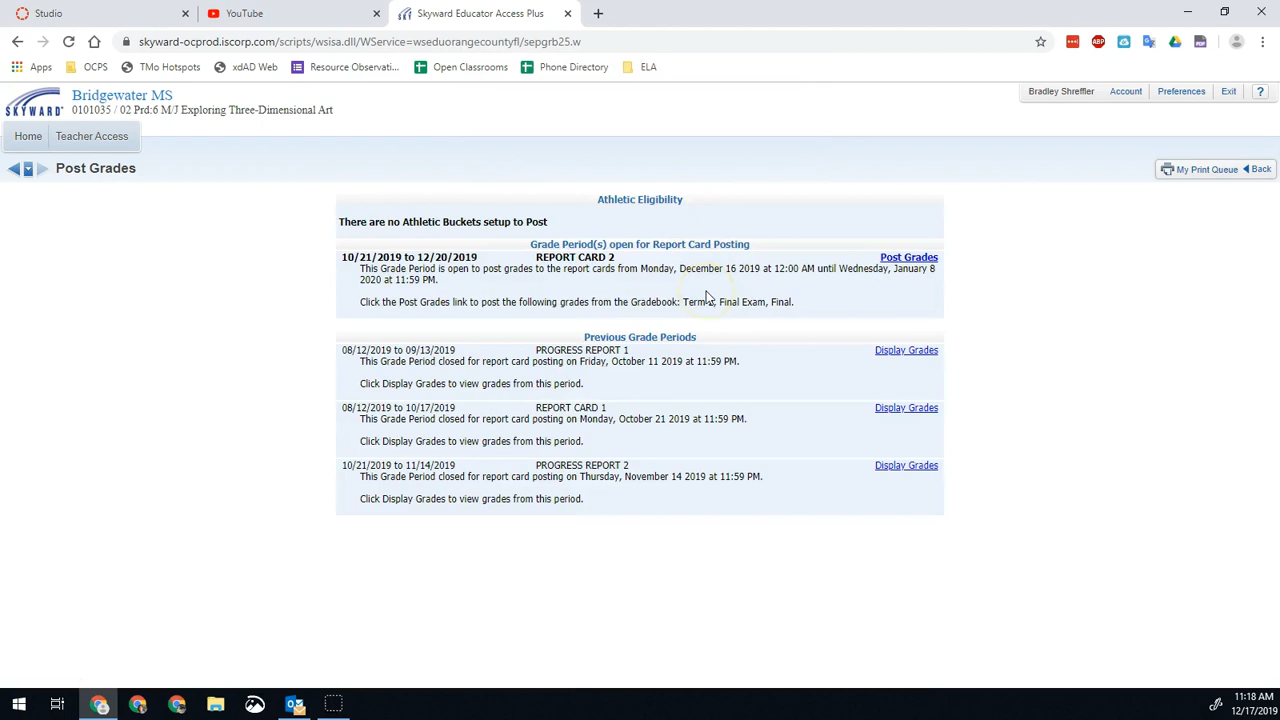 Studio
YouTube
Skyward Educator Access Plus
skyward-ocprod.iscorp.com/scripts/wsisa.dll/WService=wseduorangecountyfl/sepgrb25.w
Apps
OCPS
TMo Hotspots
xdAD Web
Resource Observati...
Open Classrooms
Phone Directory
ELA
SKYWARD
Bridgewater MS
0101035 / 02 Prd:6 M/J Exploring Three-Dimensional Art
Bradley Shreffler
Account
Preferences
Exit
?
Home
Teacher Access
Post Grades
My Print Queue
Back
Athletic Eligibility
There are no Athletic Buckets setup to Post
Grade Period(s) open for Report Card Posting
10/21/2019 to 12/20/2019 REPORT CARD 2 Post Grades
This Grade Period is open to post grades to the report cards from Monday, December 16 2019 at 12:00 AM until Wednesday, January 8
2020 at 11:59 PM.
Click the Post Grades link to post the following grades from the Gradebook: Term, Final Exam, Final.
Previous Grade Periods
08/12/2019 to 09/13/2019 PROGRESS REPORT 1 Display Grades
This Grade Period closed for report card posting on Friday, October 11 2019 at 11:59 PM.
Click Display Grades to view grades from this period.
08/12/2019 to 10/17/2019 REPORT CARD 1 Display Grades
This Grade Period closed for report card posting on Monday, October 21 2019 at 11:59 PM.
Click Display Grades to view grades from this period.
10/21/2019 to 11/14/2019 PROGRESS REPORT 2 Display Grades
This Grade Period closed for report card posting on Thursday, November 14 2019 at 11:59 PM.
Click Display Grades to view grades from this period.
11:18 AM
12/17/2019